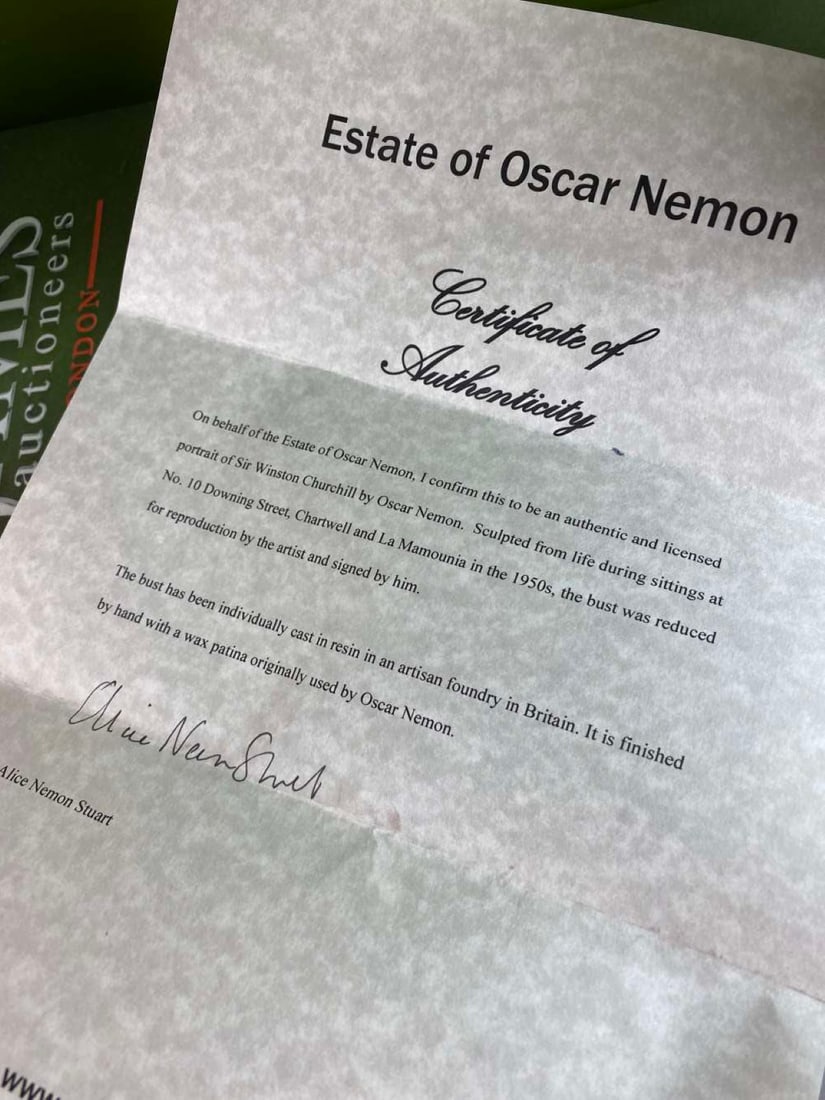 Estate of Oscar Nemon
Certificate of
Authenticity
On behalf of the Estate of Oscar Nemon, I confirm this to be an authentic and licensed
portrait of Sir Winston Churchill by Oscar Nemon. Sculpted from life during sittings at
No. 10 Downing Street, Chartwell and La Mamounia in the 1950s, the bust was reduced
for reproduction by the artist and signed by him.
The bust has been individually cast in resin in an artisan foundry in Britain. It is finished
by hand with a wax patina originally used by Oscar Nemon.
Alice Nemon Stuart
www
auctioneers